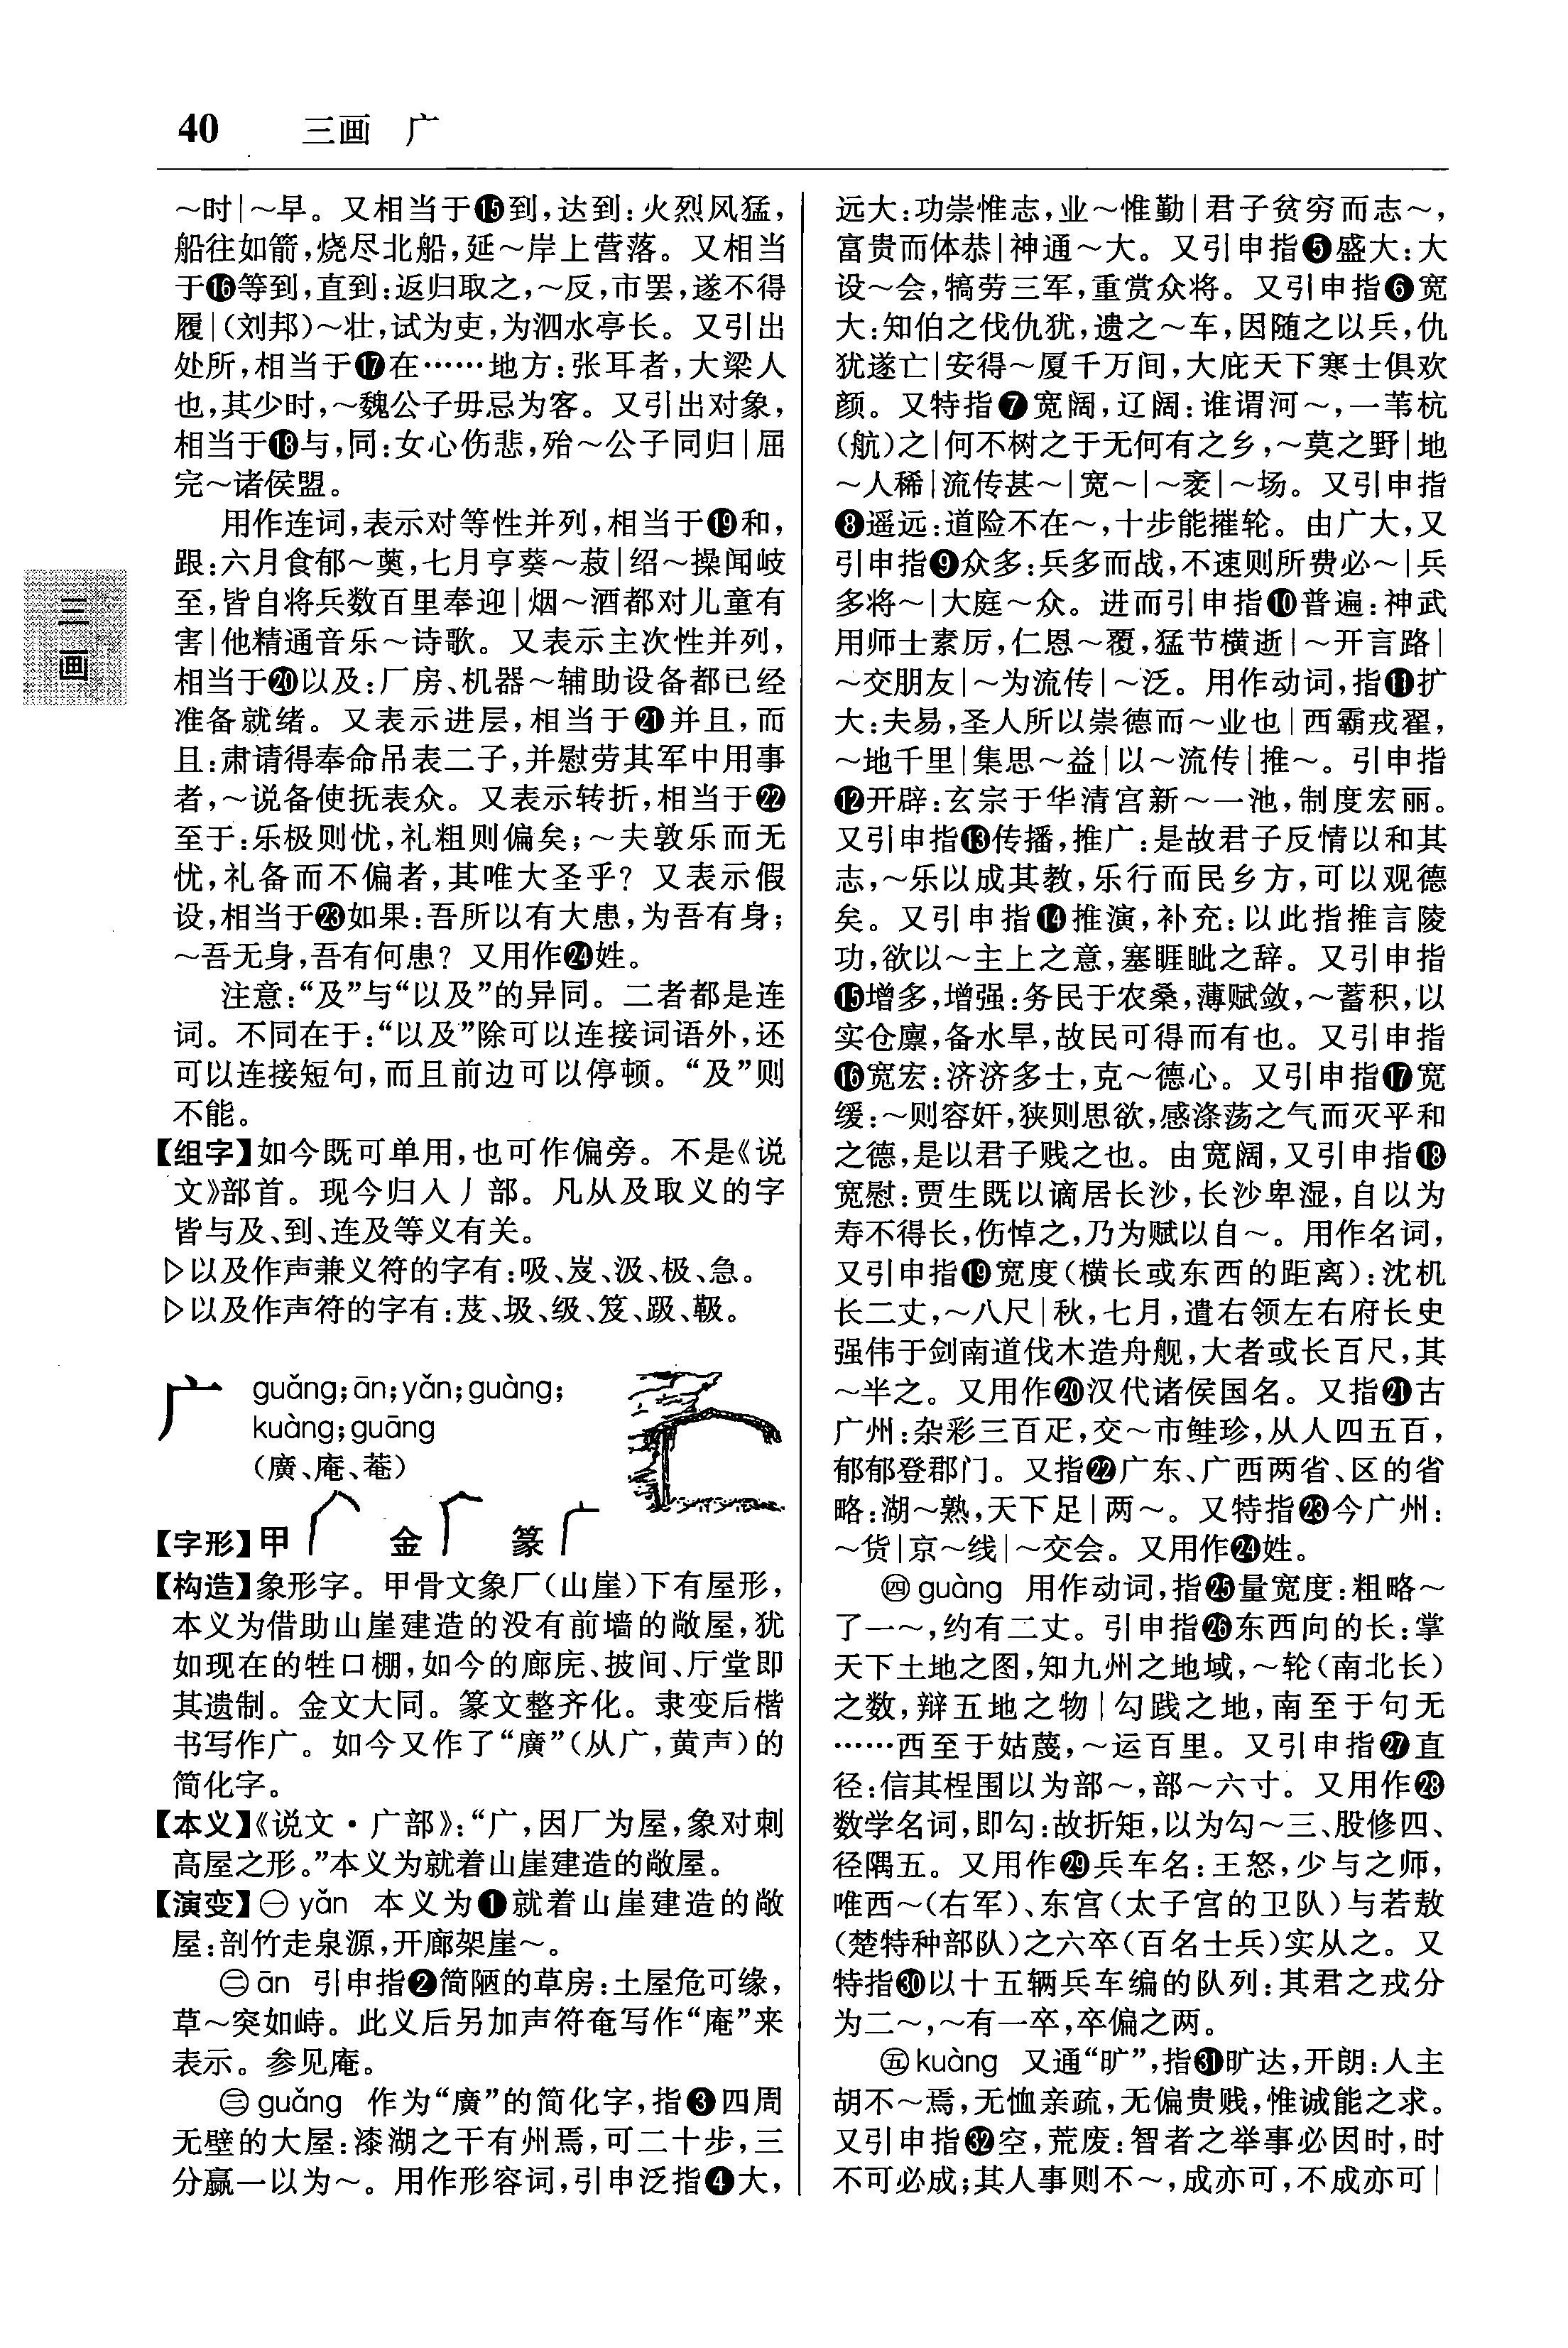 40 三画 广
～时|～早。又相当于⓯到,达到:火烈风猛,
船往如箭,烧尽北船,延～岸上营落。又相当
于⓰等到,直到:返归取之,～反,市罢,遂不得
履|(刘邦)～壮,试为吏,为泗水亭长。又引出
处所,相当于⓱在……地方:张耳者,大梁人
也,其少时,～魏公子毋忌为客。又引出对象,
相当于⓲与,同:女心伤悲,殆～公子同归|屈
完～诸侯盟。
用作连词,表示对等性并列,相当于⓳和,
跟:六月食郁～薁,七月亨葵～菽|绍～操闻岐
至,皆自将兵数百里奉迎|烟～酒都对儿童有
害|他精通音乐～诗歌。又表示主次性并列,
相当于⓴以及:厂房、机器～辅助设备都已经
准备就绪。又表示进层,相当于㉑并且,而
且:肃请得奉命吊表二子,并慰劳其军中用事
者,～说备使抚表众。又表示转折,相当于㉒
至于:乐极则忧,礼粗则偏矣;～夫敦乐而无
忧,礼备而不偏者,其唯大圣乎?又表示假
设,相当于㉓如果:吾所以有大患,为吾有身;
～吾无身,吾有何患?又用作㉔姓。
注意:“及”与“以及”的异同。二者都是连
词。不同在于:“以及”除可以连接词语外,还
可以连接短句,而且前边可以停顿。“及”则
不能。
【组字】如今既可单用,也可作偏旁。不是《说
文》部首。现今归入丿部。凡从及取义的字
皆与及、到、连及等义有关。
▷以及作声兼义符的字有:吸、岌、汲、极、急。
▷以及作声符的字有:芨、圾、级、笈、趿、靸。
广 guǎng;ān;yǎn;guàng;
kuàng;guāng
(廣、庵、菴)
【字形】甲 金 篆
【构造】象形字。甲骨文象厂(山崖)下有屋形,
本义为借助山崖建造的没有前墙的敞屋,犹
如现在的牲口棚,如今的廊庑、披间、厅堂即
其遗制。金文大同。篆文整齐化。隶变后楷
书写作广。如今又作了“廣”(从广,黄声)的
简化字。
【本义】《说文·广部》:“广,因厂为屋,象对刺
高屋之形。”本义为就着山崖建造的敞屋。
【演变】㊀yǎn 本义为❶就着山崖建造的敞
屋:剖竹走泉源,开廊架崖～。
㊁ān 引申指❷简陋的草房:土屋危可缘,
草～突如峙。此义后另加声符奄写作“庵”来
表示。参见庵。
㊂guǎng 作为“廣”的简化字,指❸四周
无壁的大屋:漆湖之干有州焉,可二十步,三
分赢一以为～。用作形容词,引申泛指❹大,
远大:功崇惟志,业～惟勤|君子贫穷而志～,
富贵而体恭|神通～大。又引申指❺盛大:大
设～会,犒劳三军,重赏众将。又引申指❻宽
大:知伯之伐仇犹,遗之～车,因随之以兵,仇
犹遂亡|安得～厦千万间,大庇天下寒士俱欢
颜。又特指❼宽阔,辽阔:谁谓河～,一苇杭
(航)之|何不树之于无何有之乡,～莫之野|地
～人稀|流传甚～|宽～|～袤|～场。又引申指
❽遥远:道险不在～,十步能摧轮。由广大,又
引申指❾众多:兵多而战,不速则所费必～|兵
多将～|大庭～众。进而引申指❿普遍:神武
用师士素厉,仁恩～覆,猛节横逝|～开言路|
～交朋友|～为流传|～泛。用作动词,指⓫扩
大:夫易,圣人所以崇德而～业也|西霸戎翟,
～地千里|集思～益|以～流传|推～。引申指
⓬开辟:玄宗于华清宫新～一池,制度宏丽。
又引申指⓭传播,推广:是故君子反情以和其
志,～乐以成其教,乐行而民乡方,可以观德
矣。又引申指⓮推演,补充:以此指推言陵
功,欲以～主上之意,塞睚眦之辞。又引申指
⓯增多,增强:务民于农桑,薄赋敛,～蓄积,以
实仓廪,备水旱,故民可得而有也。又引申指
⓰宽宏:济济多士,克～德心。又引申指⓱宽
缓:～则容奸,狭则思欲,感涤荡之气而灭平和
之德,是以君子贱之也。由宽阔,又引申指⓲
宽慰:贾生既以谪居长沙,长沙卑湿,自以为
寿不得长,伤悼之,乃为赋以自～。用作名词,
又引申指⓳宽度(横长或东西的距离):沈机
长二丈,～八尺|秋,七月,遣右领左右府长史
强伟于剑南道伐木造舟舰,大者或长百尺,其
～半之。又用作⓴汉代诸侯国名。又指㉑古
广州:杂彩三百疋,交～市鲑珍,从人四五百,
郁郁登郡门。又指㉒广东、广西两省、区的省
略:湖～熟,天下足|两～。又特指㉓今广州:
～货|京～线|～交会。又用作㉔姓。
㊃guàng 用作动词,指㉕量宽度:粗略～
了一～,约有二丈。引申指㉖东西向的长:掌
天下土地之图,知九州之地域,～轮(南北长)
之数,辩五地之物|勾践之地,南至于句无
……西至于姑蔑,～运百里。又引申指㉗直
径:信其桯围以为部～,部～六寸。又用作㉘
数学名词,即勾:故折矩,以为勾～三、股修四、
径隅五。又用作㉙兵车名:王怒,少与之师,
唯西～(右军)、东宫(太子宫的卫队)与若敖
(楚特种部队)之六卒(百名士兵)实从之。又
特指㉚以十五辆兵车编的队列:其君之戎分
为二～,～有一卒,卒偏之两。
㊄kuàng 又通“旷”,指㉛旷达,开朗:人主
胡不～焉,无恤亲疏,无偏贵贱,惟诚能之求。
又引申指㉜空,荒废:智者之举事必因时,时
不可必成;其人事则不～,成亦可,不成亦可|
三画